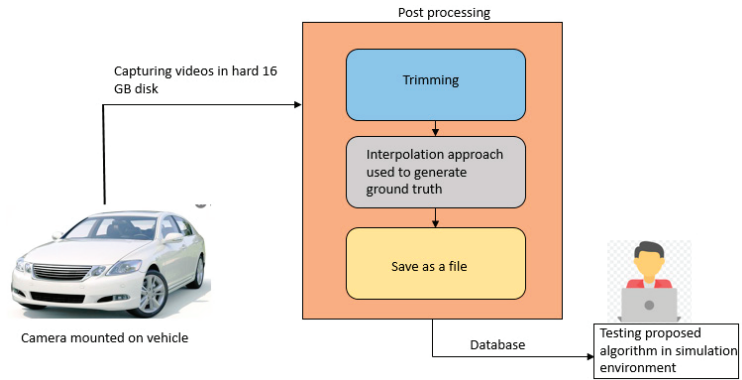 Post processing
Capturing videos in hard 16
GB disk
Trimming
Interpolation approach
used to generate
ground truth
Save as a file
Camera mounted on vehicle
Database
Testing proposed
algorithm in simulation
environment